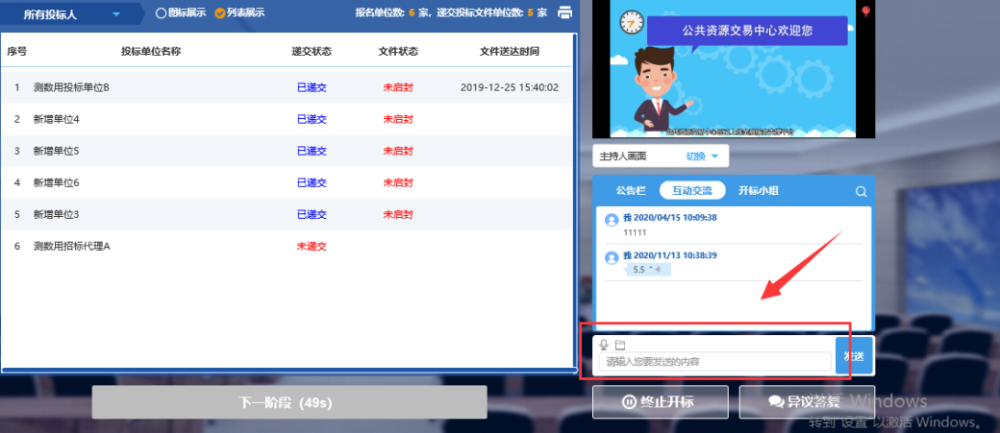 所有投标人
图标展示 列表展示
报名单位数: 6 家，递交投标文件单位数: 5 家
序号 投标单位名称 递交状态 文件状态 文件送达时间
1 测数用投标单位B 已递交 未启封 2019-12-25 15:40:02
2 新增单位4 已递交 未启封
3 新增单位5 已递交 未启封
4 新增单位6 已递交 未启封
5 新增单位3 已递交 未启封
6 测数用招标代理A 未递交
下一阶段（49s）
公共资源交易中心欢迎您
主持人画面 切换
公告栏 互动交流 开标小组
我 2020/04/15 10:09:38
11111
我 2020/11/13 10:38:39
5.5 "
请输入您要发送的内容
发送
终止开标 异议答复
Windows
转到"设置"以激活 Windows。